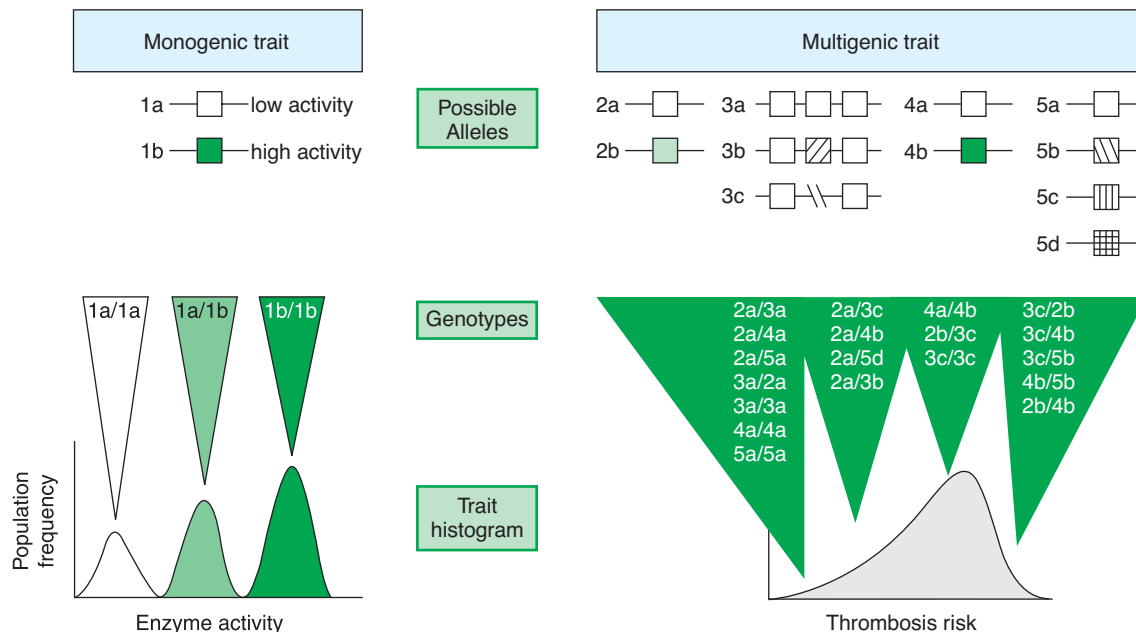 Monogenic trait
Multigenic trait
1a
low activity
1b
high activity
Possible
Alleles
2a
3a
4a
5a
2b
3b
4b
5b
3c
5c
5d
1a/1a
1a/1b
1b/1b
Genotypes
2a/3a
2a/4a
2a/5a
3a/2a
3a/3a
4a/4a
5a/5a
2a/3c
2a/4b
2a/5d
2a/3b
4a/4b
2b/3c
3c/3c
3c/2b
3c/4b
3c/5b
4b/5b
2b/4b
Population
frequency
Trait
histogram
Enzyme activity
Thrombosis risk